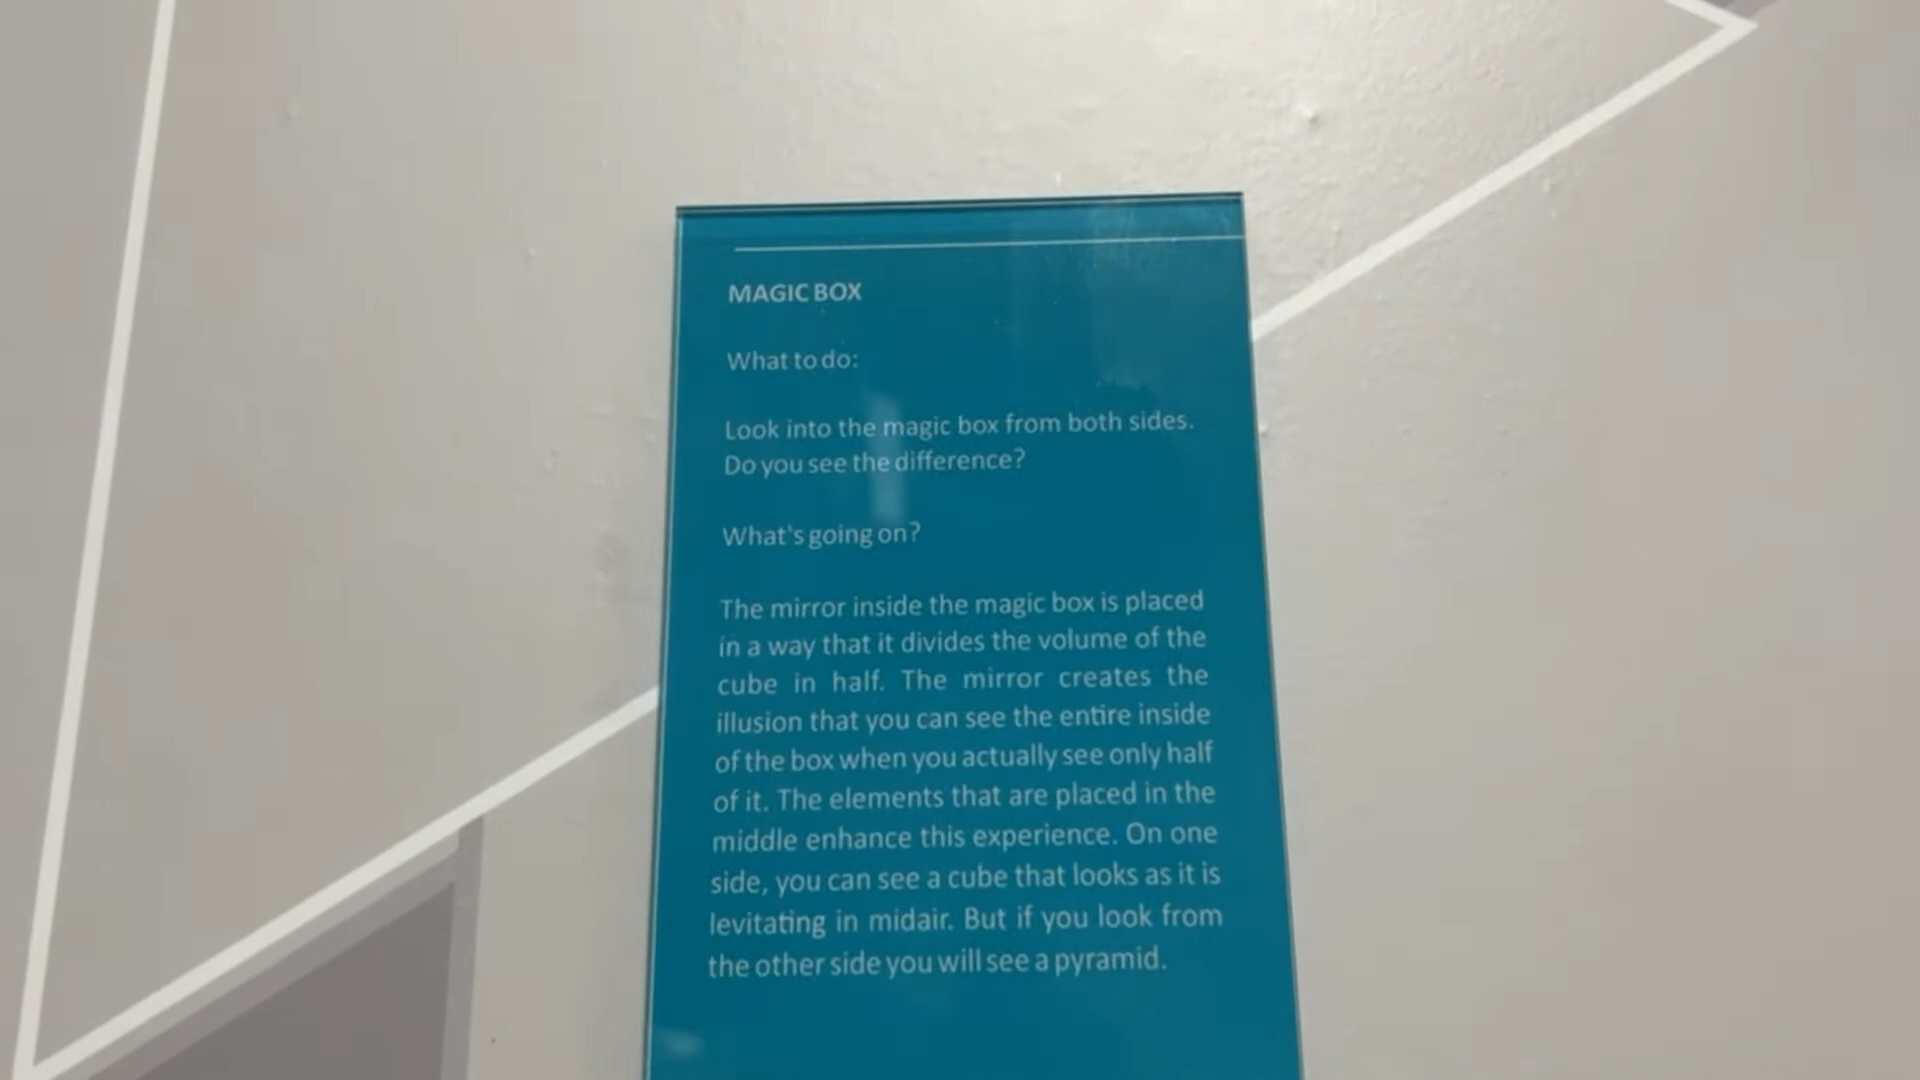 MAGIC BOX
What to do:
Look into the magic box from both sides.
Do you see the difference?
What's going on?
The mirror inside the magic box is placed
in a way that it divides the volume of the
cube in half. The mirror creates the
illusion that you can see the entire inside
of the box when you actually see only half
of it. The elements that are placed in the
middle enhance this experience. On one
side, you can see a cube that looks as it is
levitating in midair. But if you look from
the other side you will see a pyramid.